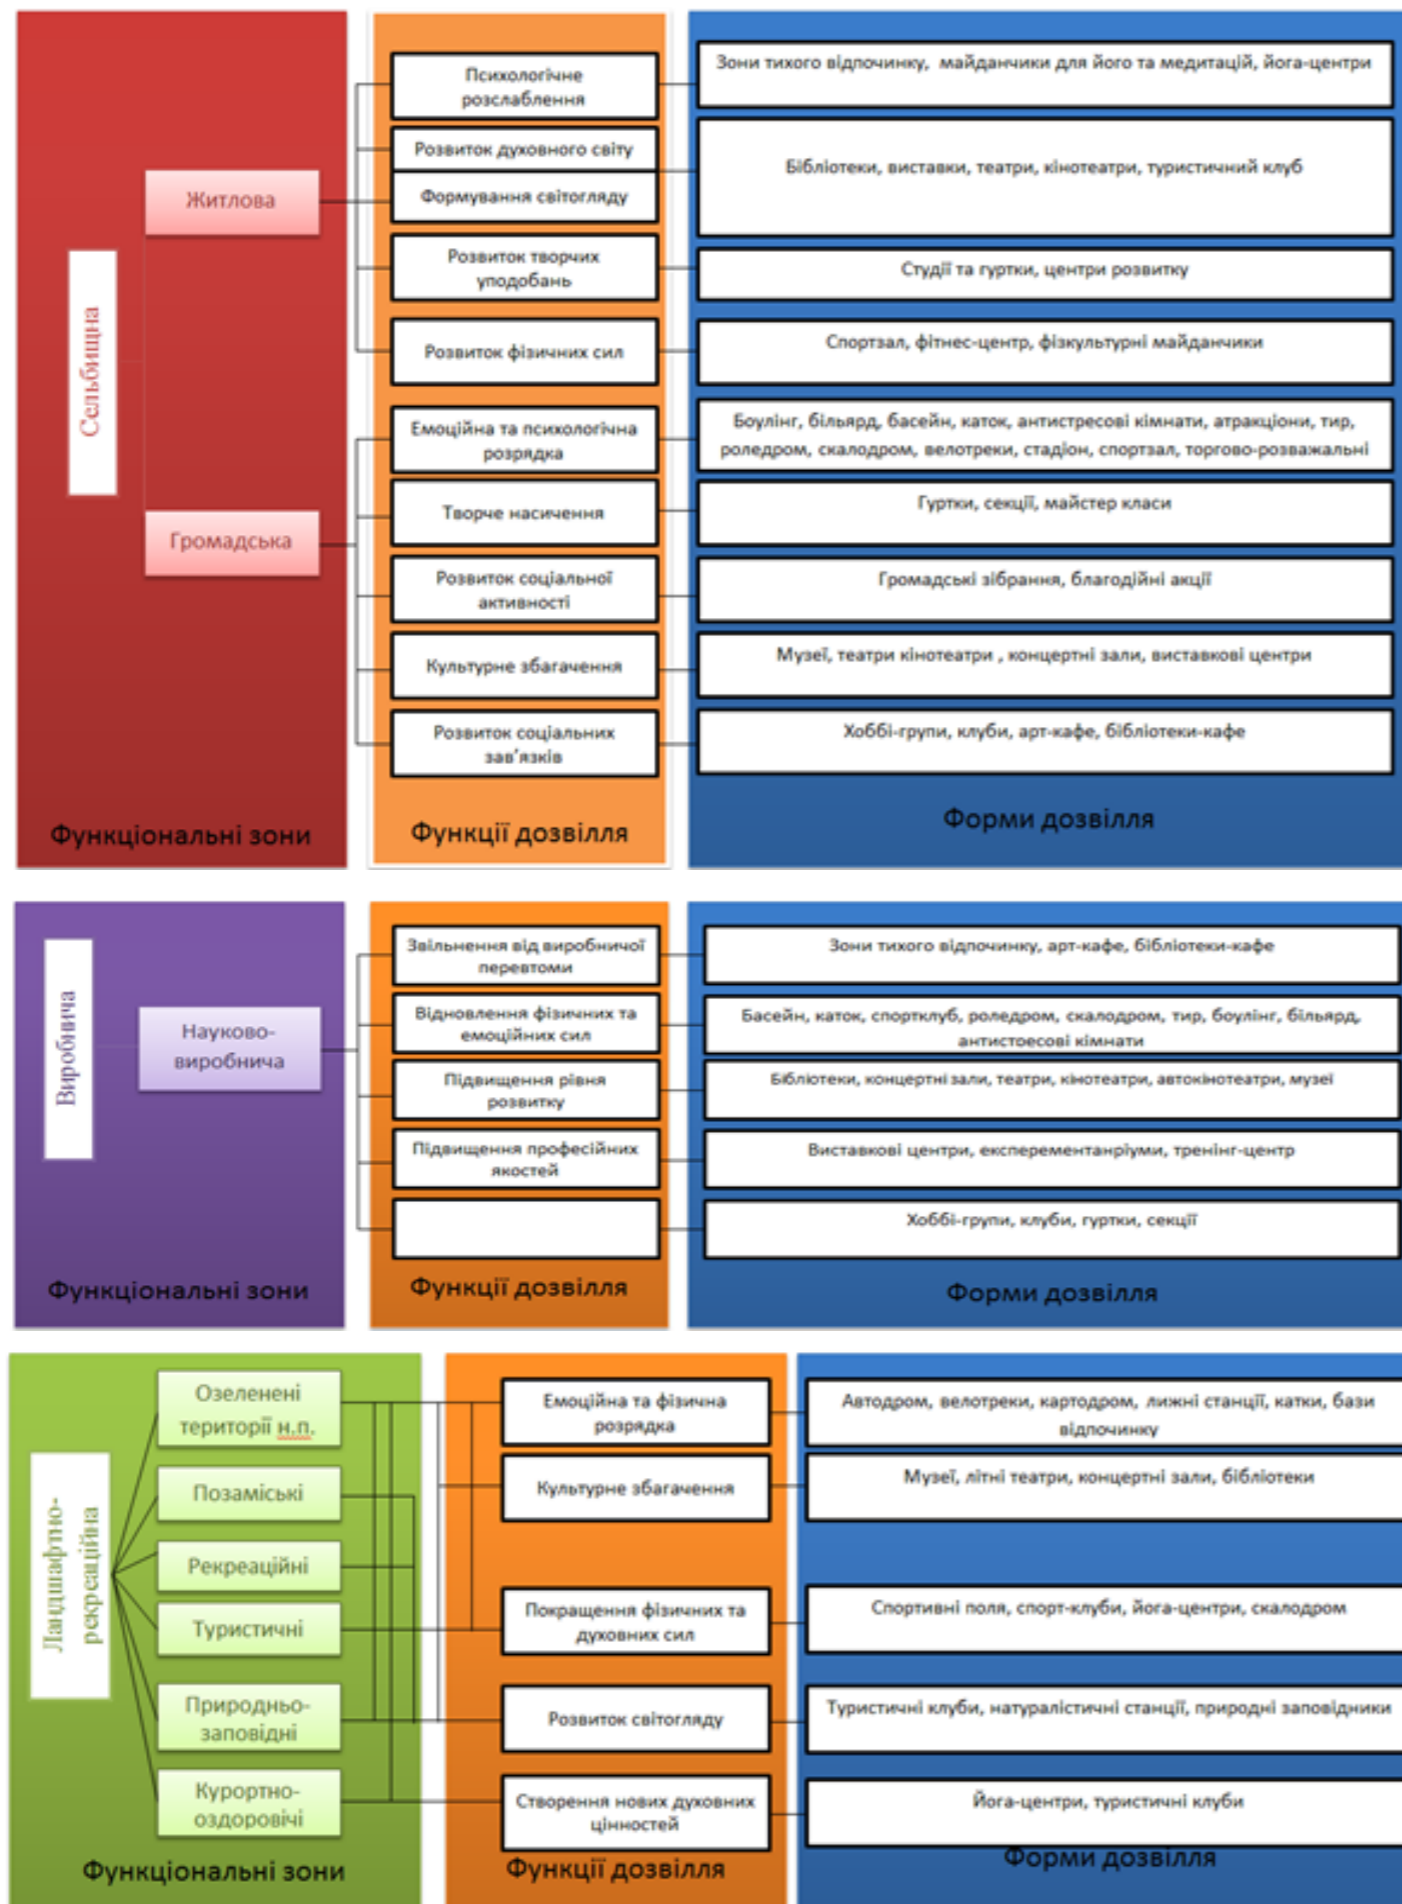 Сельбищна
Житлова
Громадська
Функціональні зони
Психологічне
розслаблення
Розвиток духовного світу
Формування світогляду
Розвиток творчих
уподобань
Розвиток фізичних сил
Емоційна та психологічна
розрядка
Творче насичення
Розвиток соціальної
активності
Культурне збагачення
Розвиток соціальних
зав'язків
Функції дозвілля
Зони тихого відпочинку, майданчики для його та медитацій, йога-центри
Бібліотеки, виставки, театри, кінотеатри, туристичний клуб
Студії та гуртки, центри розвитку
Спортзал, фітнес-центр, фізкультурні майданчики
Боулінг, більярд, басейн, каток, антистресові кімнати, атракціони, тир,
роледром, скалодром, велотреки, стадіон, спортзал, торгово-розважальні
Гуртки, секції, майстер класи
Громадські зібрання, благодійні акції
Музеї, театри кінотеатри , концертні зали, виставкові центри
Хоббі-групи, клуби, арт-кафе, бібліотеки-кафе
Форми дозвілля
Виробнича
Науково-
виробнича
Функціональні зони
Звільнення від виробничої
перевтоми
Відновлення фізичних та
емоційних сил
Підвищення рівня
розвитку
Підвищення професійних
якостей
Функції дозвілля
Зони тихого відпочинку, арт-кафе, бібліотеки-кафе
Басейн, каток, спортклуб, роледром, скалодром, тир, боулінг, більярд,
антистоесові кімнати
Бібліотеки, концертні зали, театри, кінотеатри, автокінотеатри, музеї
Виставкові центри, експерементанріуми, тренінг-центр
Хоббі-групи, клуби, гуртки, секції
Форми дозвілля
Ландшафтно-
рекреаційна
Озеленені
території н.п.
Позаміські
Рекреаційні
Туристичні
Природньо-
заповідні
Курортно-
оздоровічі
Функціональні зони
Емоційна та фізична
розрядка
Культурне збагачення
Покращення фізичних та
духовних сил
Розвиток світогляду
Створення нових духовних
цінностей
Функції дозвілля
Автодром, велотреки, картодром, лижні станції, катки, бази
відпочинку
Музеї, літні театри, концертні зали, бібліотеки
Спортивні поля, спорт-клуби, йога-центри, скалодром
Туристичні клуби, натуралістичні станції, природні заповідники
Йога-центри, туристичні клуби
Форми дозвілля